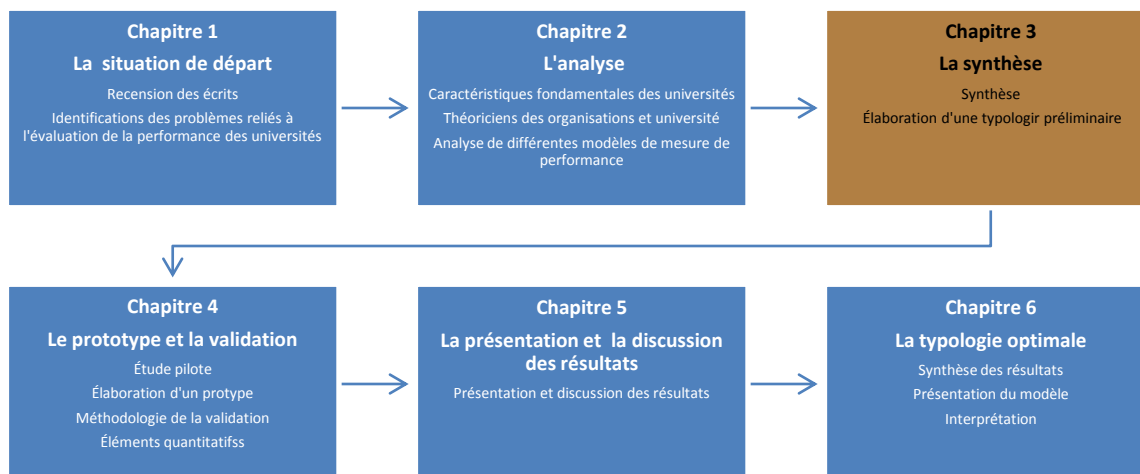 Chapitre 1
La situation de départ
Recension des écrits
Identifications des problèmes reliés à
l'évaluation de la performance des universités
Chapitre 2
L'analyse
Caractéristiques fondamentales des universités
Théoriciens des organisations et université
Analyse de différentes modèles de mesure de
performance
Chapitre 3
La synthèse
Synthèse
Élaboration d'une typologir préliminaire
Chapitre 4
Le prototype et la validation
Étude pilote
Élaboration d'un protype
Méthodologie de la validation
Éléments quantitatifss
Chapitre 5
La présentation et la discussion
des résultats
Présentation et discussion des résultats
Chapitre 6
La typologie optimale
Synthèse des résultats
Présentation du modèle
Interprétation